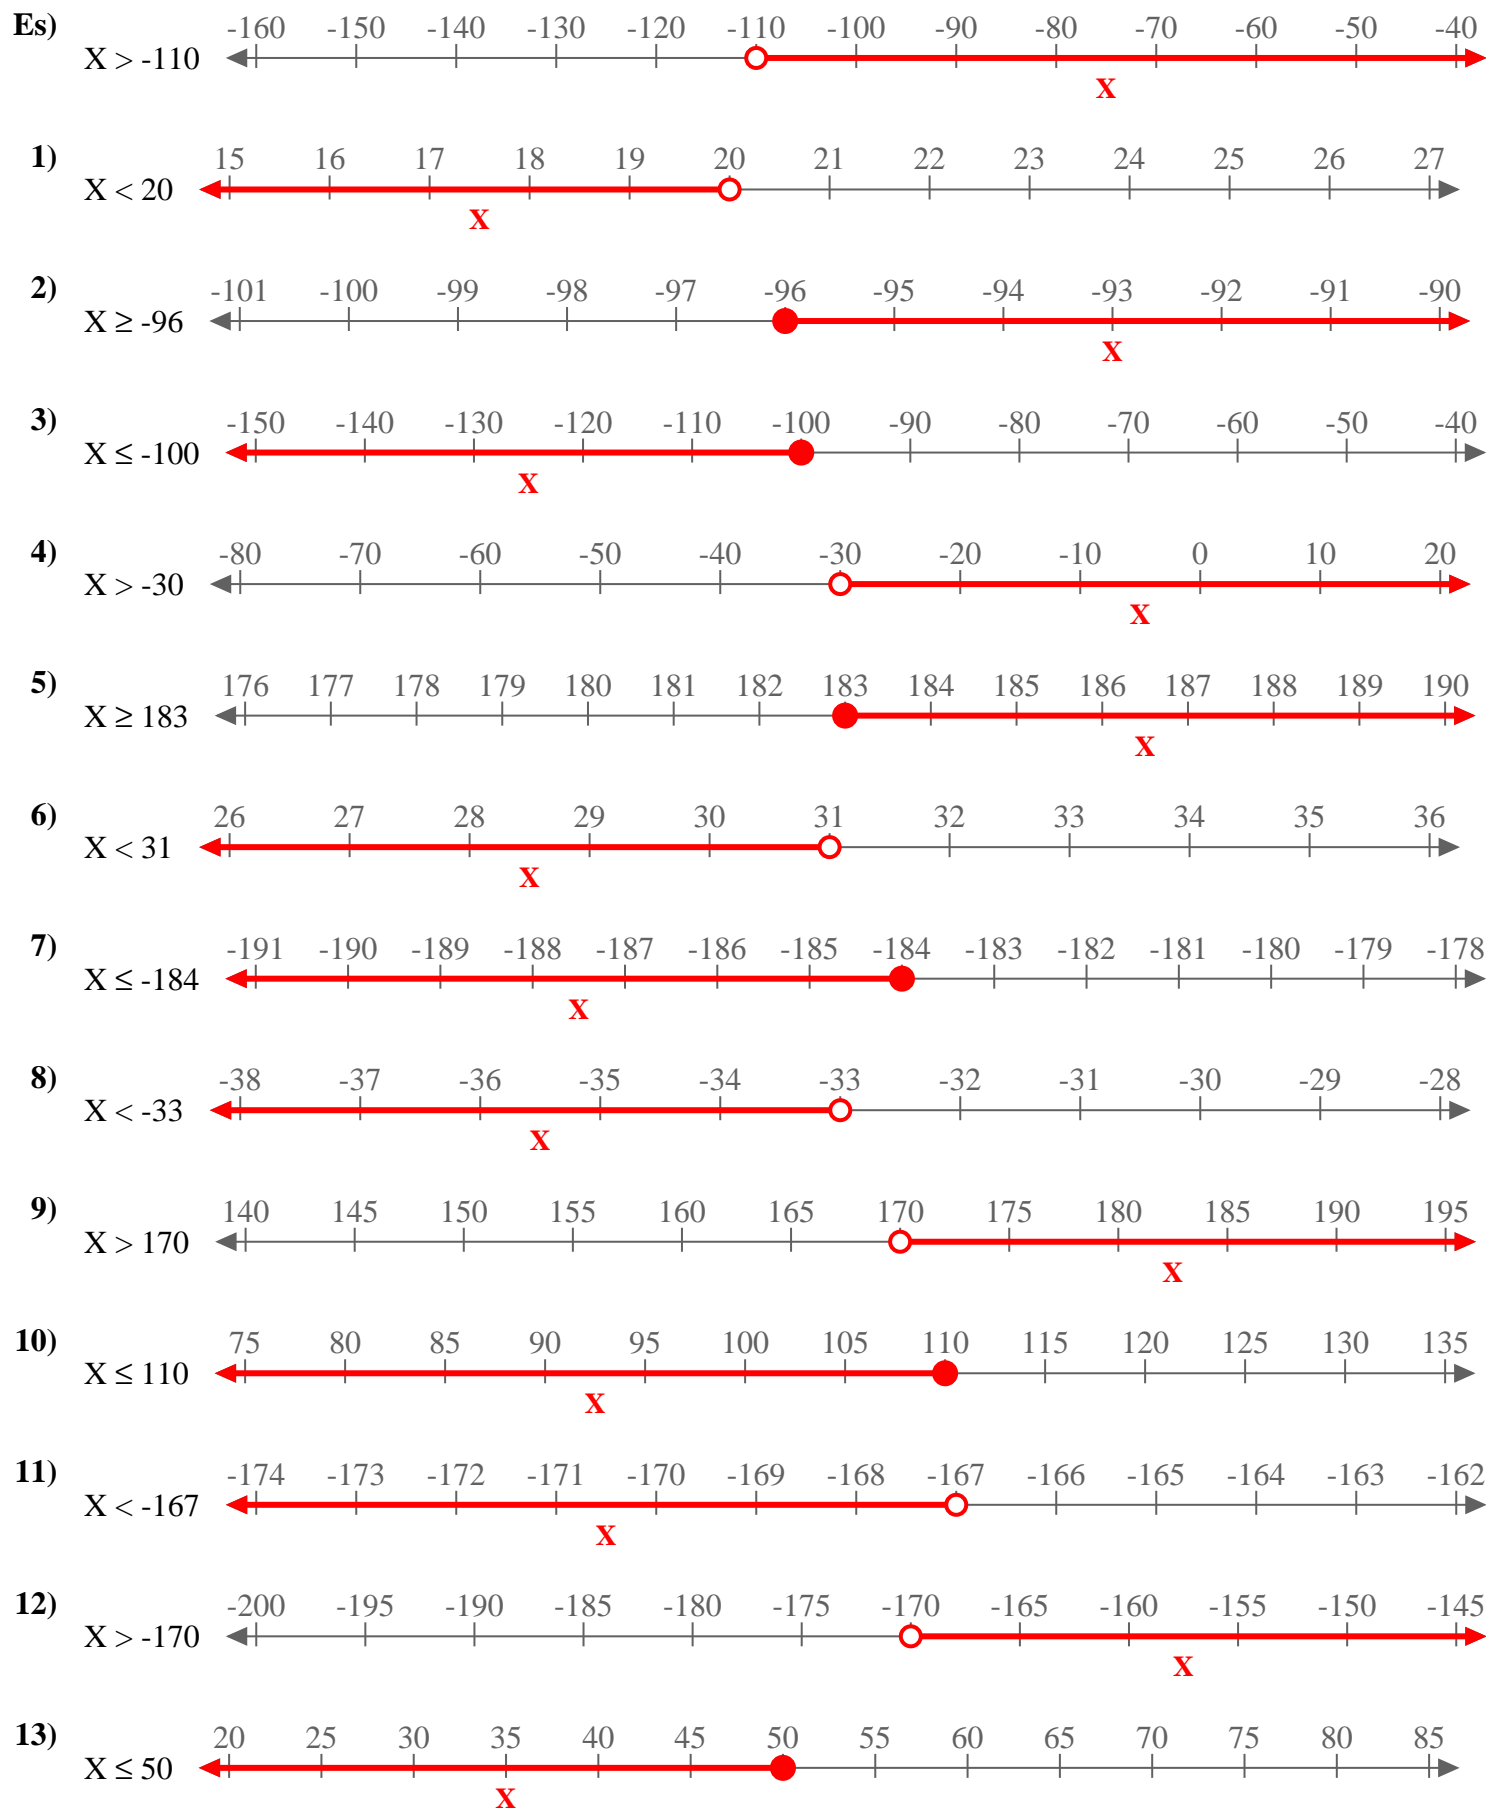 Es) -160 -150 -140 -130 -120 -110 -100 -90 -80 -70 -60 -50 -40
X > -110
X
1) 15 16 17 18 19 20 21 22 23 24 25 26 27
X < 20
X
2) -101 -100 -99 -98 -97 -96 -95 -94 -93 -92 -91 -90
X ≥ -96
X
3) -150 -140 -130 -120 -110 -100 -90 -80 -70 -60 -50 -40
X ≤ -100
X
4) -80 -70 -60 -50 -40 -30 -20 -10 0 10 20
X > -30
X
5) 176 177 178 179 180 181 182 183 184 185 186 187 188 189 190
X ≥ 183
X
6) 26 27 28 29 30 31 32 33 34 35 36
X < 31
X
7) -191 -190 -189 -188 -187 -186 -185 -184 -183 -182 -181 -180 -179 -178
X ≤ -184
X
8) -38 -37 -36 -35 -34 -33 -32 -31 -30 -29 -28
X < -33
X
9) 140 145 150 155 160 165 170 175 180 185 190 195
X > 170
X
10) 75 80 85 90 95 100 105 110 115 120 125 130 135
X ≤ 110
X
11) -174 -173 -172 -171 -170 -169 -168 -167 -166 -165 -164 -163 -162
X < -167
X
12) -200 -195 -190 -185 -180 -175 -170 -165 -160 -155 -150 -145
X > -170
X
13) 20 25 30 35 40 45 50 55 60 65 70 75 80 85
X ≤ 50
X